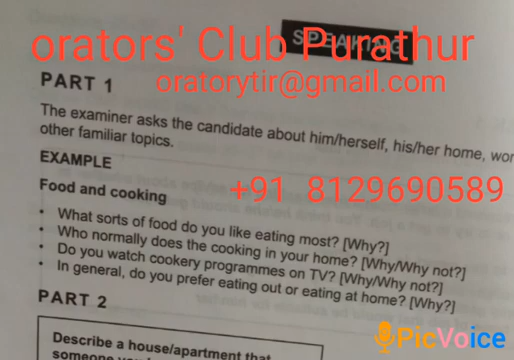 orators' Club Purathur
SPEAKING
PART 1
oratorytir@gmail.com
The examiner asks the candidate about him/herself, his/her home,
other familiar topics.
EXAMPLE
Food and cooking
+91 8129690589
• What sorts of food do you like eating most? [Why?]
• Who normally does the cooking in your home? [Why/Why not?]
• Do you watch cookery programmes on TV? [Why/Why not?]
• In general, do you prefer eating out or eating at home? [Why?]
PART 2
Describe a house/apartment that
PicVoice